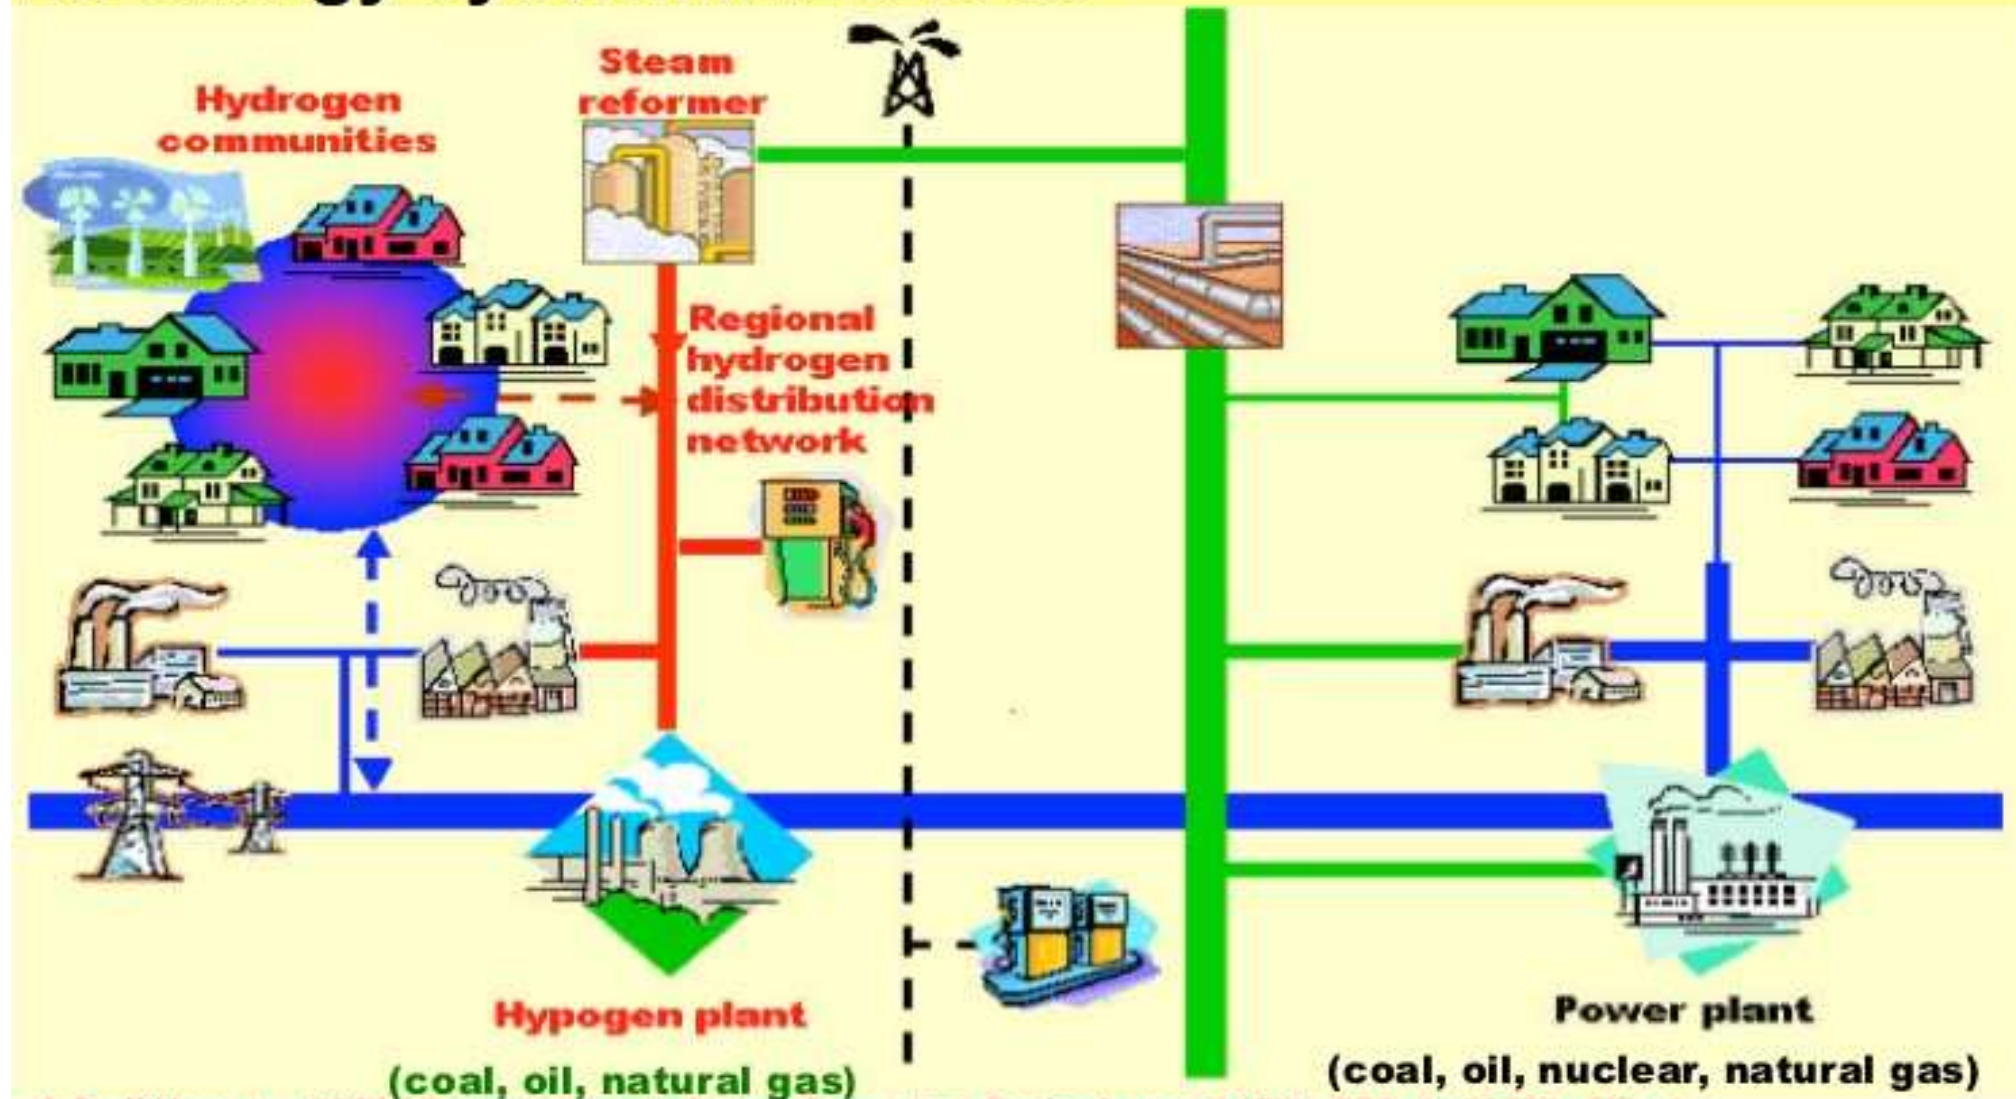 Hydrogen
communities
Steam
reformer
Regional
hydrogen
distribution
network
Hypogen plant
(coal, oil, natural gas)
Power plant
(coal, oil, nuclear, natural gas)